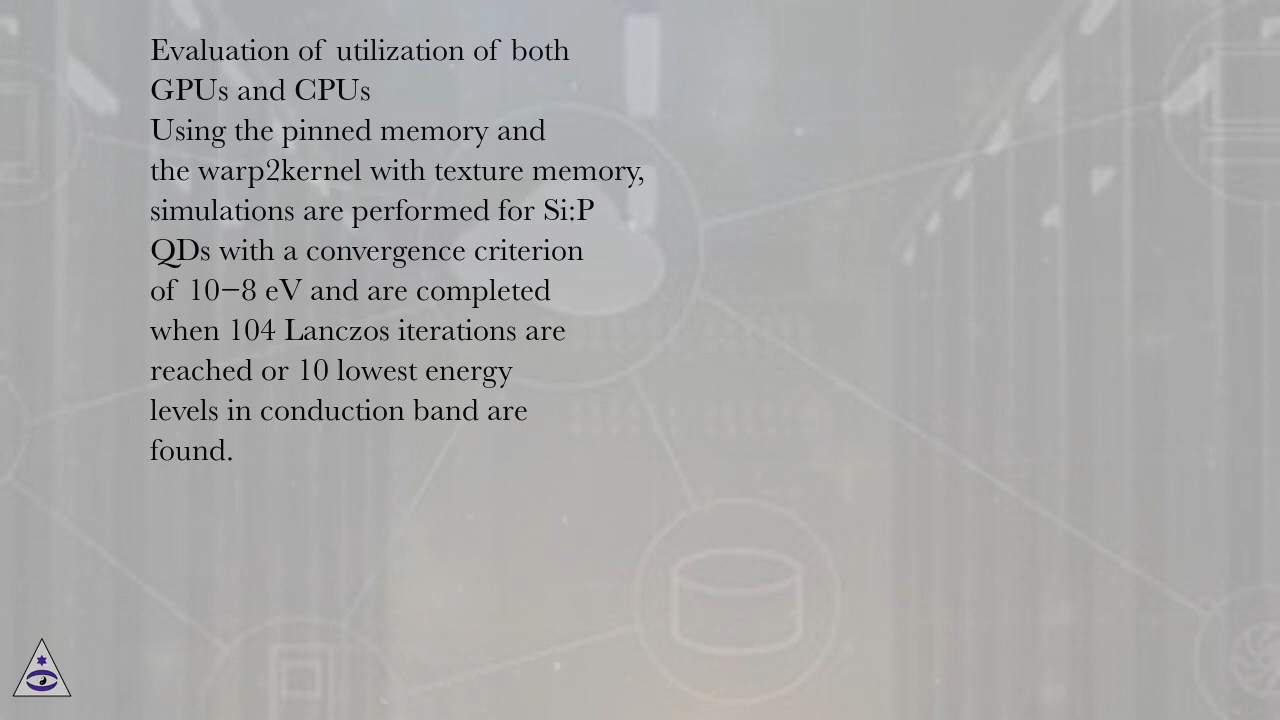 Evaluation of utilization of both
GPUs and CPUs
Using the pinned memory and
the warp2kernel with texture memory,
simulations are performed for Si:P
QDs with a convergence criterion
of 10−8 eV and are completed
when 104 Lanczos iterations are
reached or 10 lowest energy
levels in conduction band are
found.